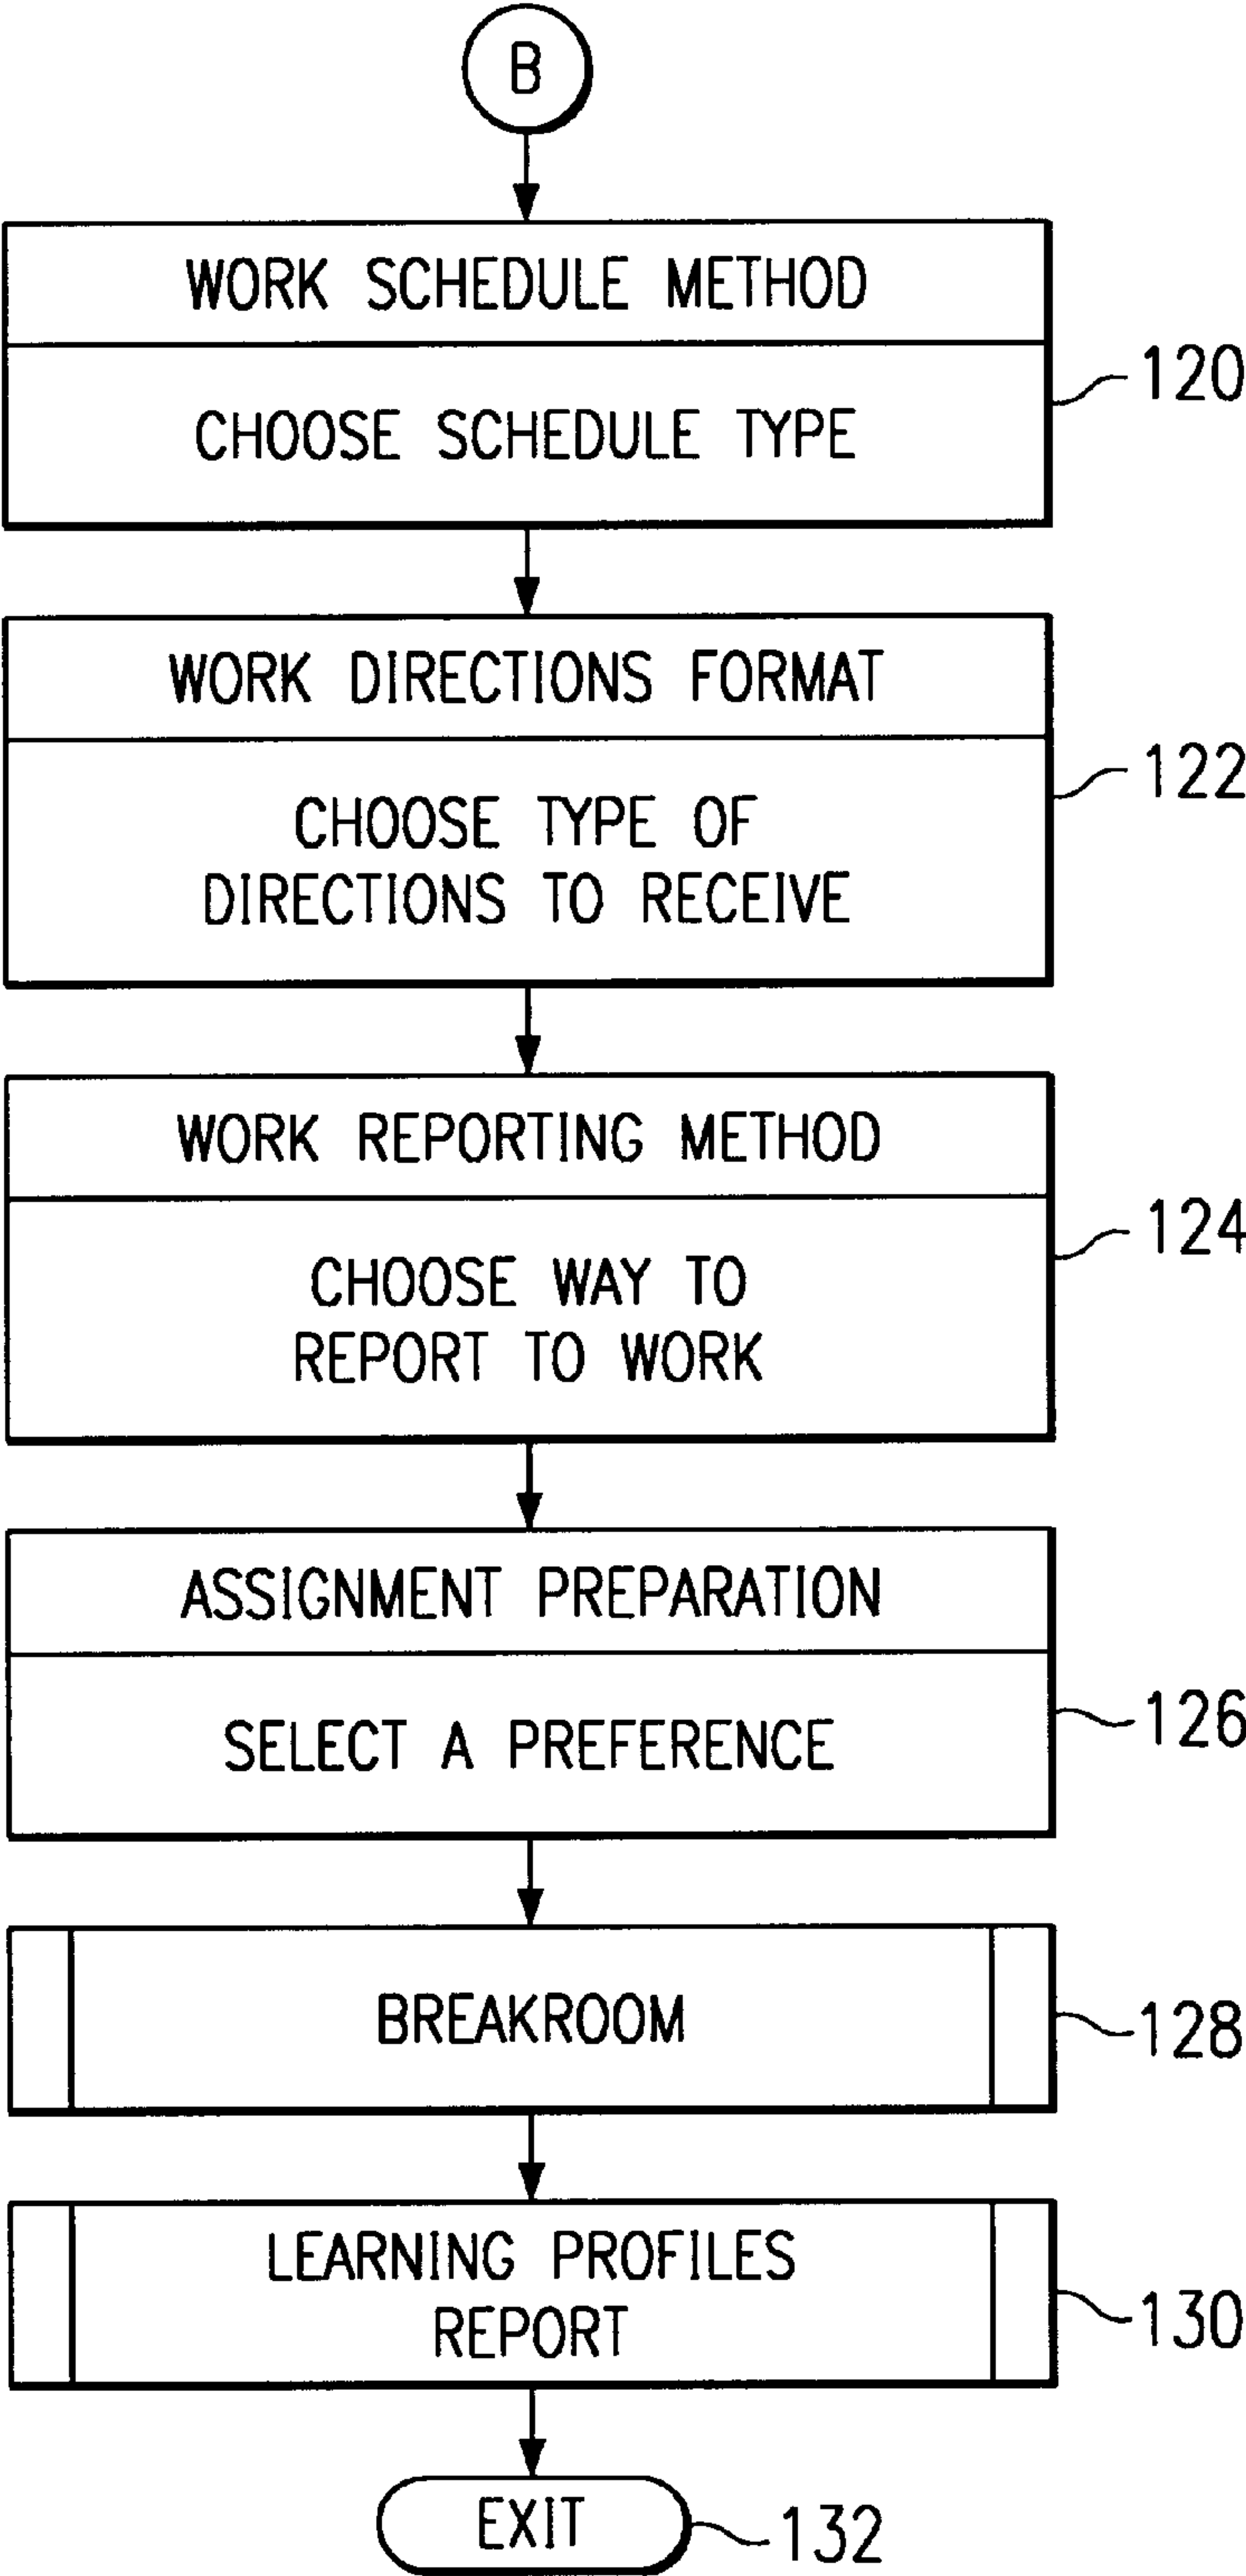 B
WORK SCHEDULE METHOD
CHOOSE SCHEDULE TYPE
120
WORK DIRECTIONS FORMAT
CHOOSE TYPE OF
DIRECTIONS TO RECEIVE
122
WORK REPORTING METHOD
CHOOSE WAY TO
REPORT TO WORK
124
ASSIGNMENT PREPARATION
SELECT A PREFERENCE
126
BREAKROOM
128
LEARNING PROFILES
REPORT
130
EXIT
132